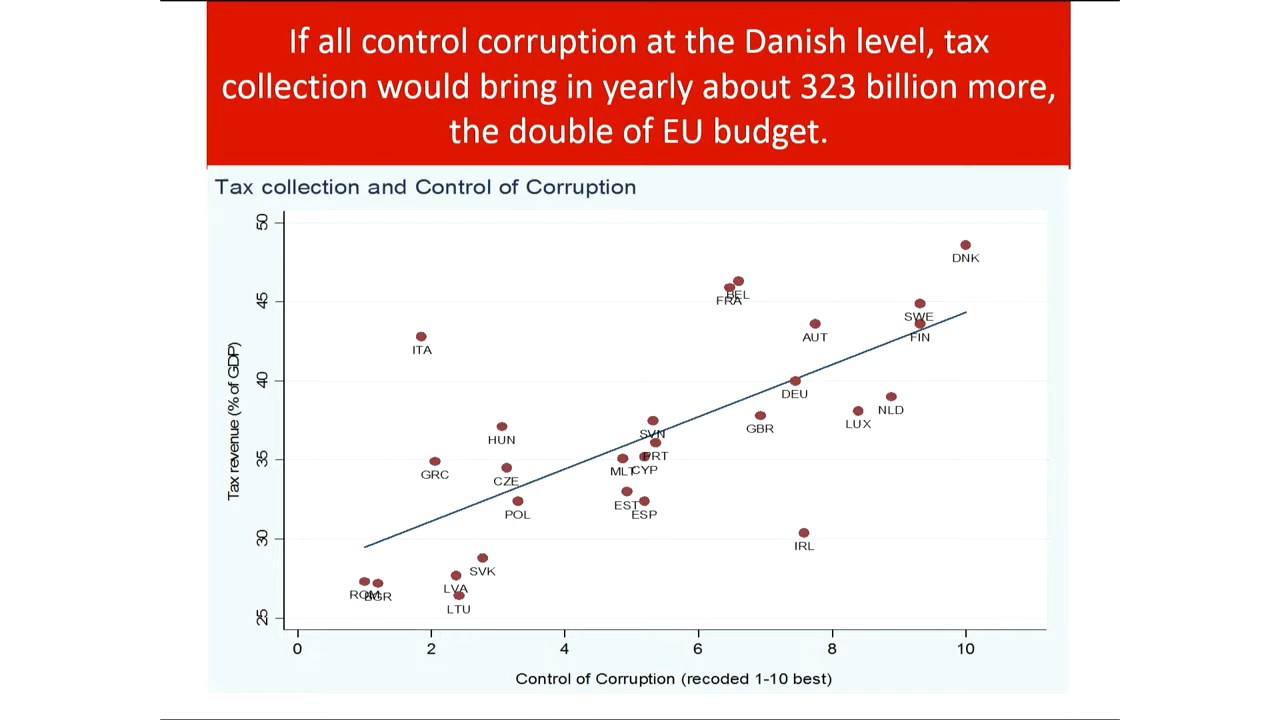 If all control corruption at the Danish level, tax
collection would bring in yearly about 323 billion more,
the double of EU budget.
Tax collection and Control of Corruption
Tax revenue (% of GDP)
50
45
40
35
30
25
DNK
BEL
FRA
SWE
FIN
AUT
ITA
DEU
NLD
LUX
GBR
SVN
HUN
PRT
CYP
MLT
GRC
CZE
EST
ESP
POL
IRL
SVK
LVA
ROM
BGR
LTU
0 2 4 6 8 10
Control of Corruption (recoded 1-10 best)